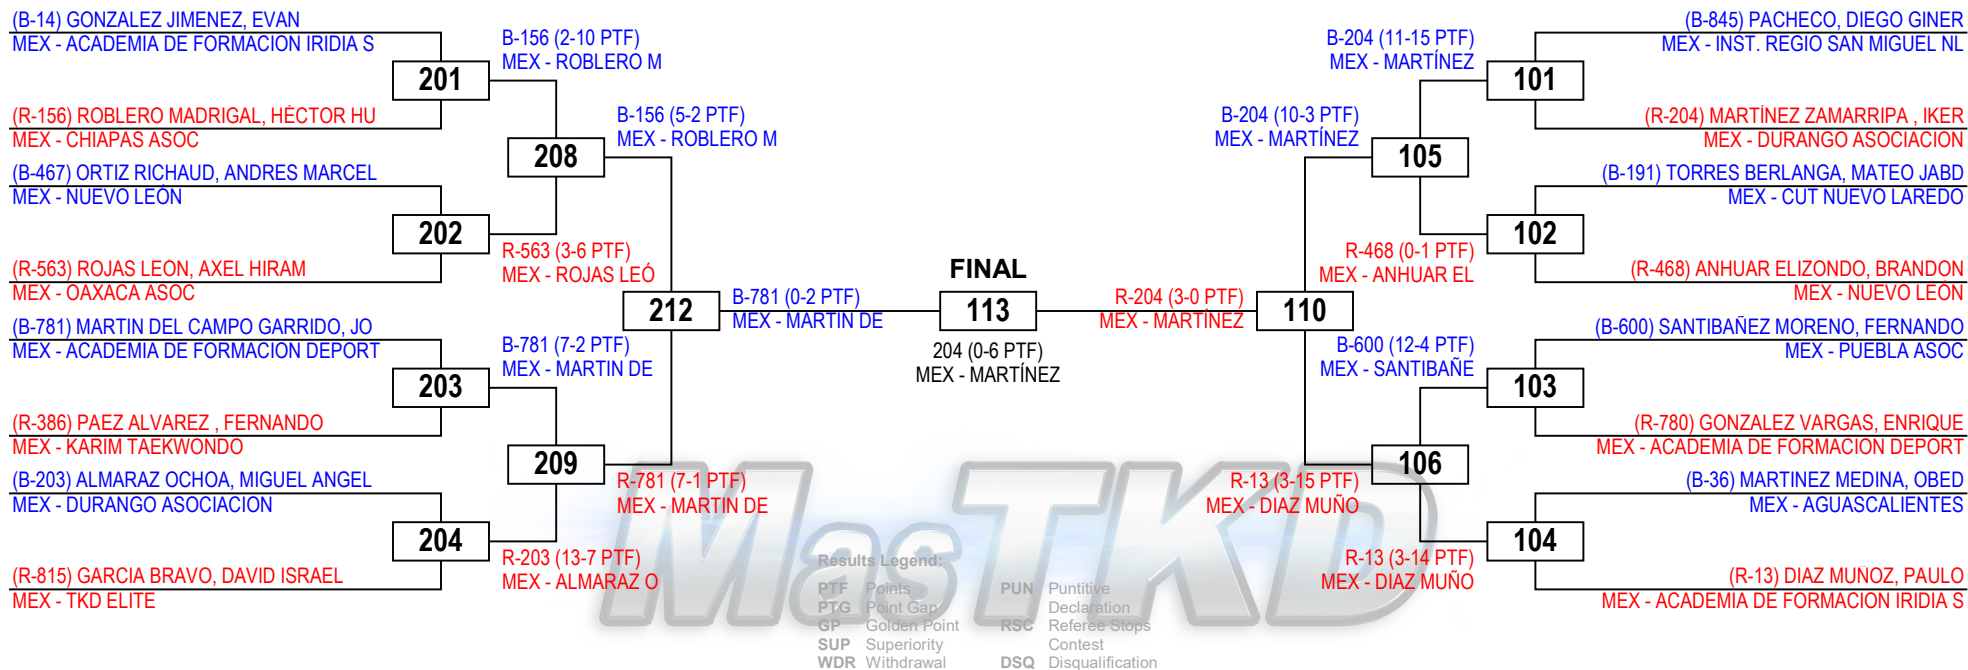 (B-14) GONZALEZ JIMENEZ, EVAN
MEX - ACADEMIA DE FORMACION IRIDIA S
201
(R-156) ROBLERO MADRIGAL, HÉCTOR HU
MEX - CHIAPAS ASOC
(B-467) ORTIZ RICHAUD, ANDRES MARCEL
MEX - NUEVO LEÓN
202
(R-563) ROJAS LEÓN, AXEL HIRAM
MEX - OAXACA ASOC
(B-781) MARTIN DEL CAMPO GARRIDO, JO
MEX - ACADEMIA DE FORMACION DEPORT
203
(R-386) PAEZ ALVAREZ , FERNANDO
MEX - KARIM TAEKWONDO
(B-203) ALMARAZ OCHOA, MIGUEL ANGEL
MEX - DURANGO ASOCIACION
204
(R-815) GARCIA BRAVO, DAVID ISRAEL
MEX - TKD ELITE
B-156 (2-10 PTF)
MEX - ROBLERO M
208
R-563 (3-6 PTF)
MEX - ROJAS LEÓ
B-781 (7-2 PTF)
MEX - MARTIN DE
209
R-203 (13-7 PTF)
MEX - ALMARAZ O
B-156 (5-2 PTF)
MEX - ROBLERO M
212
R-781 (7-1 PTF)
MEX - MARTIN DE
B-781 (0-2 PTF)
MEX - MARTIN DE
FINAL
113
204 (0-6 PTF)
MEX - MARTÍNEZ
R-204 (3-0 PTF)
MEX - MARTÍNEZ
110
B-204 (10-3 PTF)
MEX - MARTÍNEZ
R-13 (3-15 PTF)
MEX - DIAZ MUÑO
B-204 (11-15 PTF)
MEX - MARTÍNEZ
105
R-468 (0-1 PTF)
MEX - ANHUAR EL
B-600 (12-4 PTF)
MEX - SANTIBAÑE
106
R-13 (3-14 PTF)
MEX - DIAZ MUÑO
(B-845) PACHECO, DIEGO GINER
MEX - INST. REGIO SAN MIGUEL NL
101
(R-204) MARTÍNEZ ZAMARRIPA , IKER
MEX - DURANGO ASOCIACION
(B-191) TORRES BERLANGA, MATEO JABD
MEX - CUT NUEVO LAREDO
102
(R-468) ANHUAR ELIZONDO, BRANDON
MEX - NUEVO LEÓN
(B-600) SANTIBAÑEZ MORENO, FERNANDO
MEX - PUEBLA ASOC
103
(R-780) GONZALEZ VARGAS, ENRIQUE
MEX - ACADEMIA DE FORMACION DEPORT
(B-36) MARTINEZ MEDINA, OBED
MEX - AGUASCALIENTES
104
(R-13) DIAZ MUÑOZ, PAULO
MEX - ACADEMIA DE FORMACION IRIDIA S
MasTKD
Results Legend:
PTF Points
PTG Point Gap
GP Golden Point
SUP Superiority
WDR Withdrawal
PUN Puntitive
Declaration
RSC Referee Stops
Contest
DSQ Disqualification